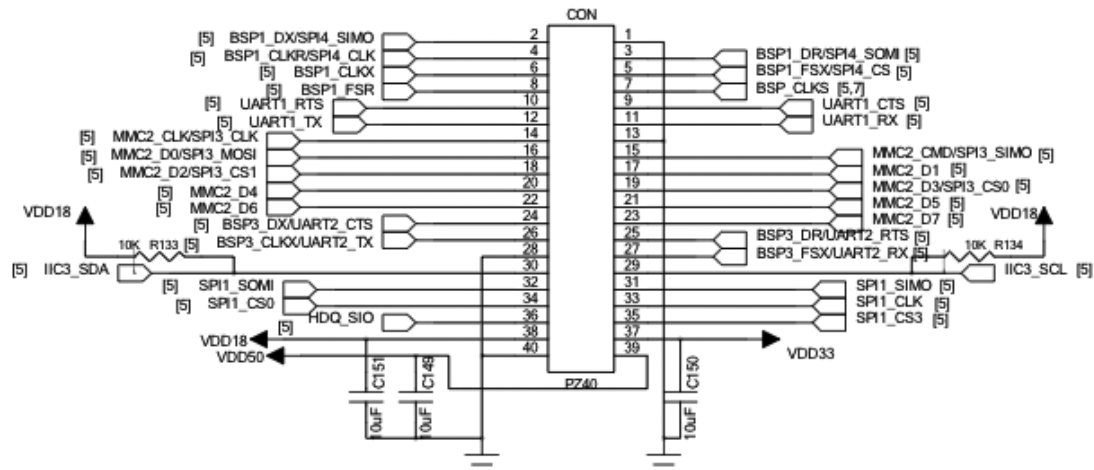 CON
[5] BSP1_DX/SPI4_SIMO 2 1
[5] BSP1_CLKR/SPI4_CLK 4 3 BSP1_DR/SPI4_SOMI [5]
[5] BSP1_CLKX 6 5 BSP1_FSX/SPI4_CS [5]
[5] BSP1_FSR 8 7 BSP_CLKS [5,7]
[5] UART1_RTS 10 9 UART1_CTS [5]
[5] UART1_TX 12 11 UART1_RX [5]
[5] MMC2_CLK/SPI3_CLK 14 13
[5] MMC2_D0/SPI3_MOSI 16 15 MMC2_CMD/SPI3_SIMO [5]
[5] MMC2_D2/SPI3_CS1 18 17 MMC2_D1 [5]
[5] MMC2_D4 20 19 MMC2_D3/SPI3_CS0 [5]
[5] MMC2_D6 22 21 MMC2_D5 [5]
VDD18 [5] BSP3_DX/UART2_CTS 24 23 MMC2_D7 [5] VDD18
[5] BSP3_CLKX/UART2_TX 26 25 BSP3_DR/UART2_RTS [5]
10K R133 28 27 BSP3_FSX/UART2_RX [5] 10K R134
[5] IIC3_SDA 30 29 IIC3_SCL [5]
[5] SPI1_SOMI 32 31 SPI1_SIMO [5]
[5] SPI1_CS0 34 33 SPI1_CLK [5]
[5] HDQ_SIO 36 35 SPI1_CS3 [5]
VDD18 38 37 VDD33
VDD50 40 39
PZ40
C151 10uF
C149 10uF
C150 10uF